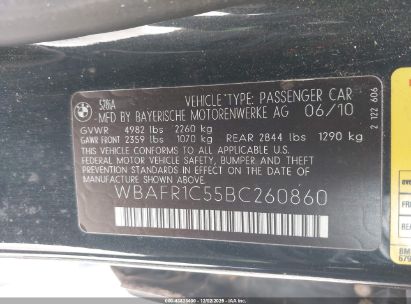 528iA VEHICLE TYPE: PASSENGER CAR
MFD BY BAYERISCHE MOTORENWERKE AG 06/10
GVWR 4982 lbs 2260 kg
GAWR FRONT 2359 lbs 1070 kg REAR 2844 lbs 1290 kg
THIS VEHICLE CONFORMS TO ALL APPLICABLE U.S.
FEDERAL MOTOR VEHICLE SAFETY, BUMPER, AND
THEFT PREVENTION STANDARDS IN EFFECT ON THE
DATE OF MANUFACTURE SHOWN ABOVE.
WBAFR1C55BC260860
2 122 606